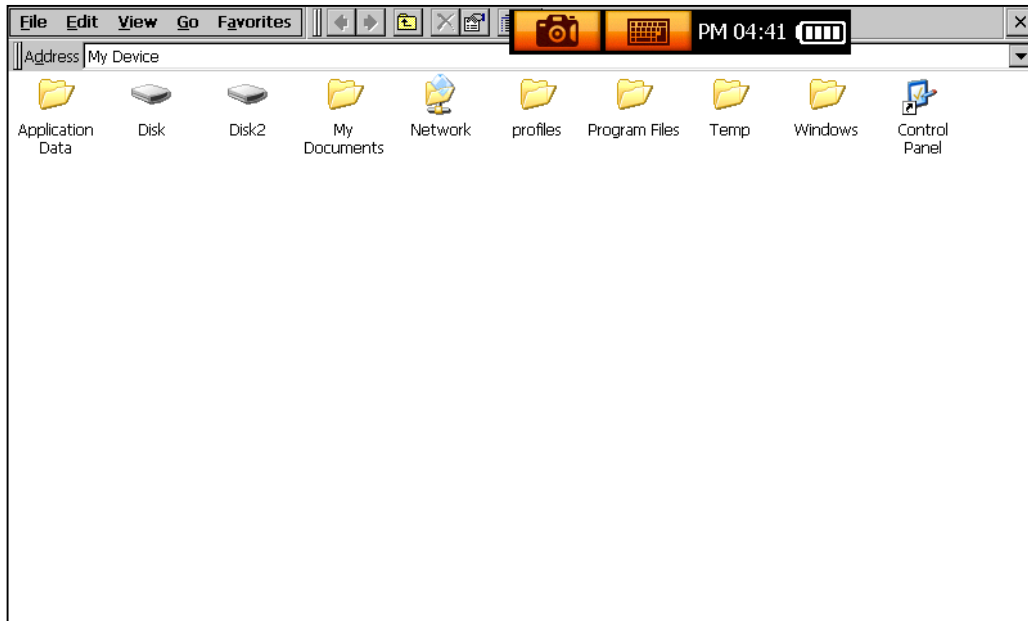 File Edit View Go Favorites
PM 04:41
Address My Device
Application Data
Disk
Disk2
My Documents
Network
profiles
Program Files
Temp
Windows
Control Panel